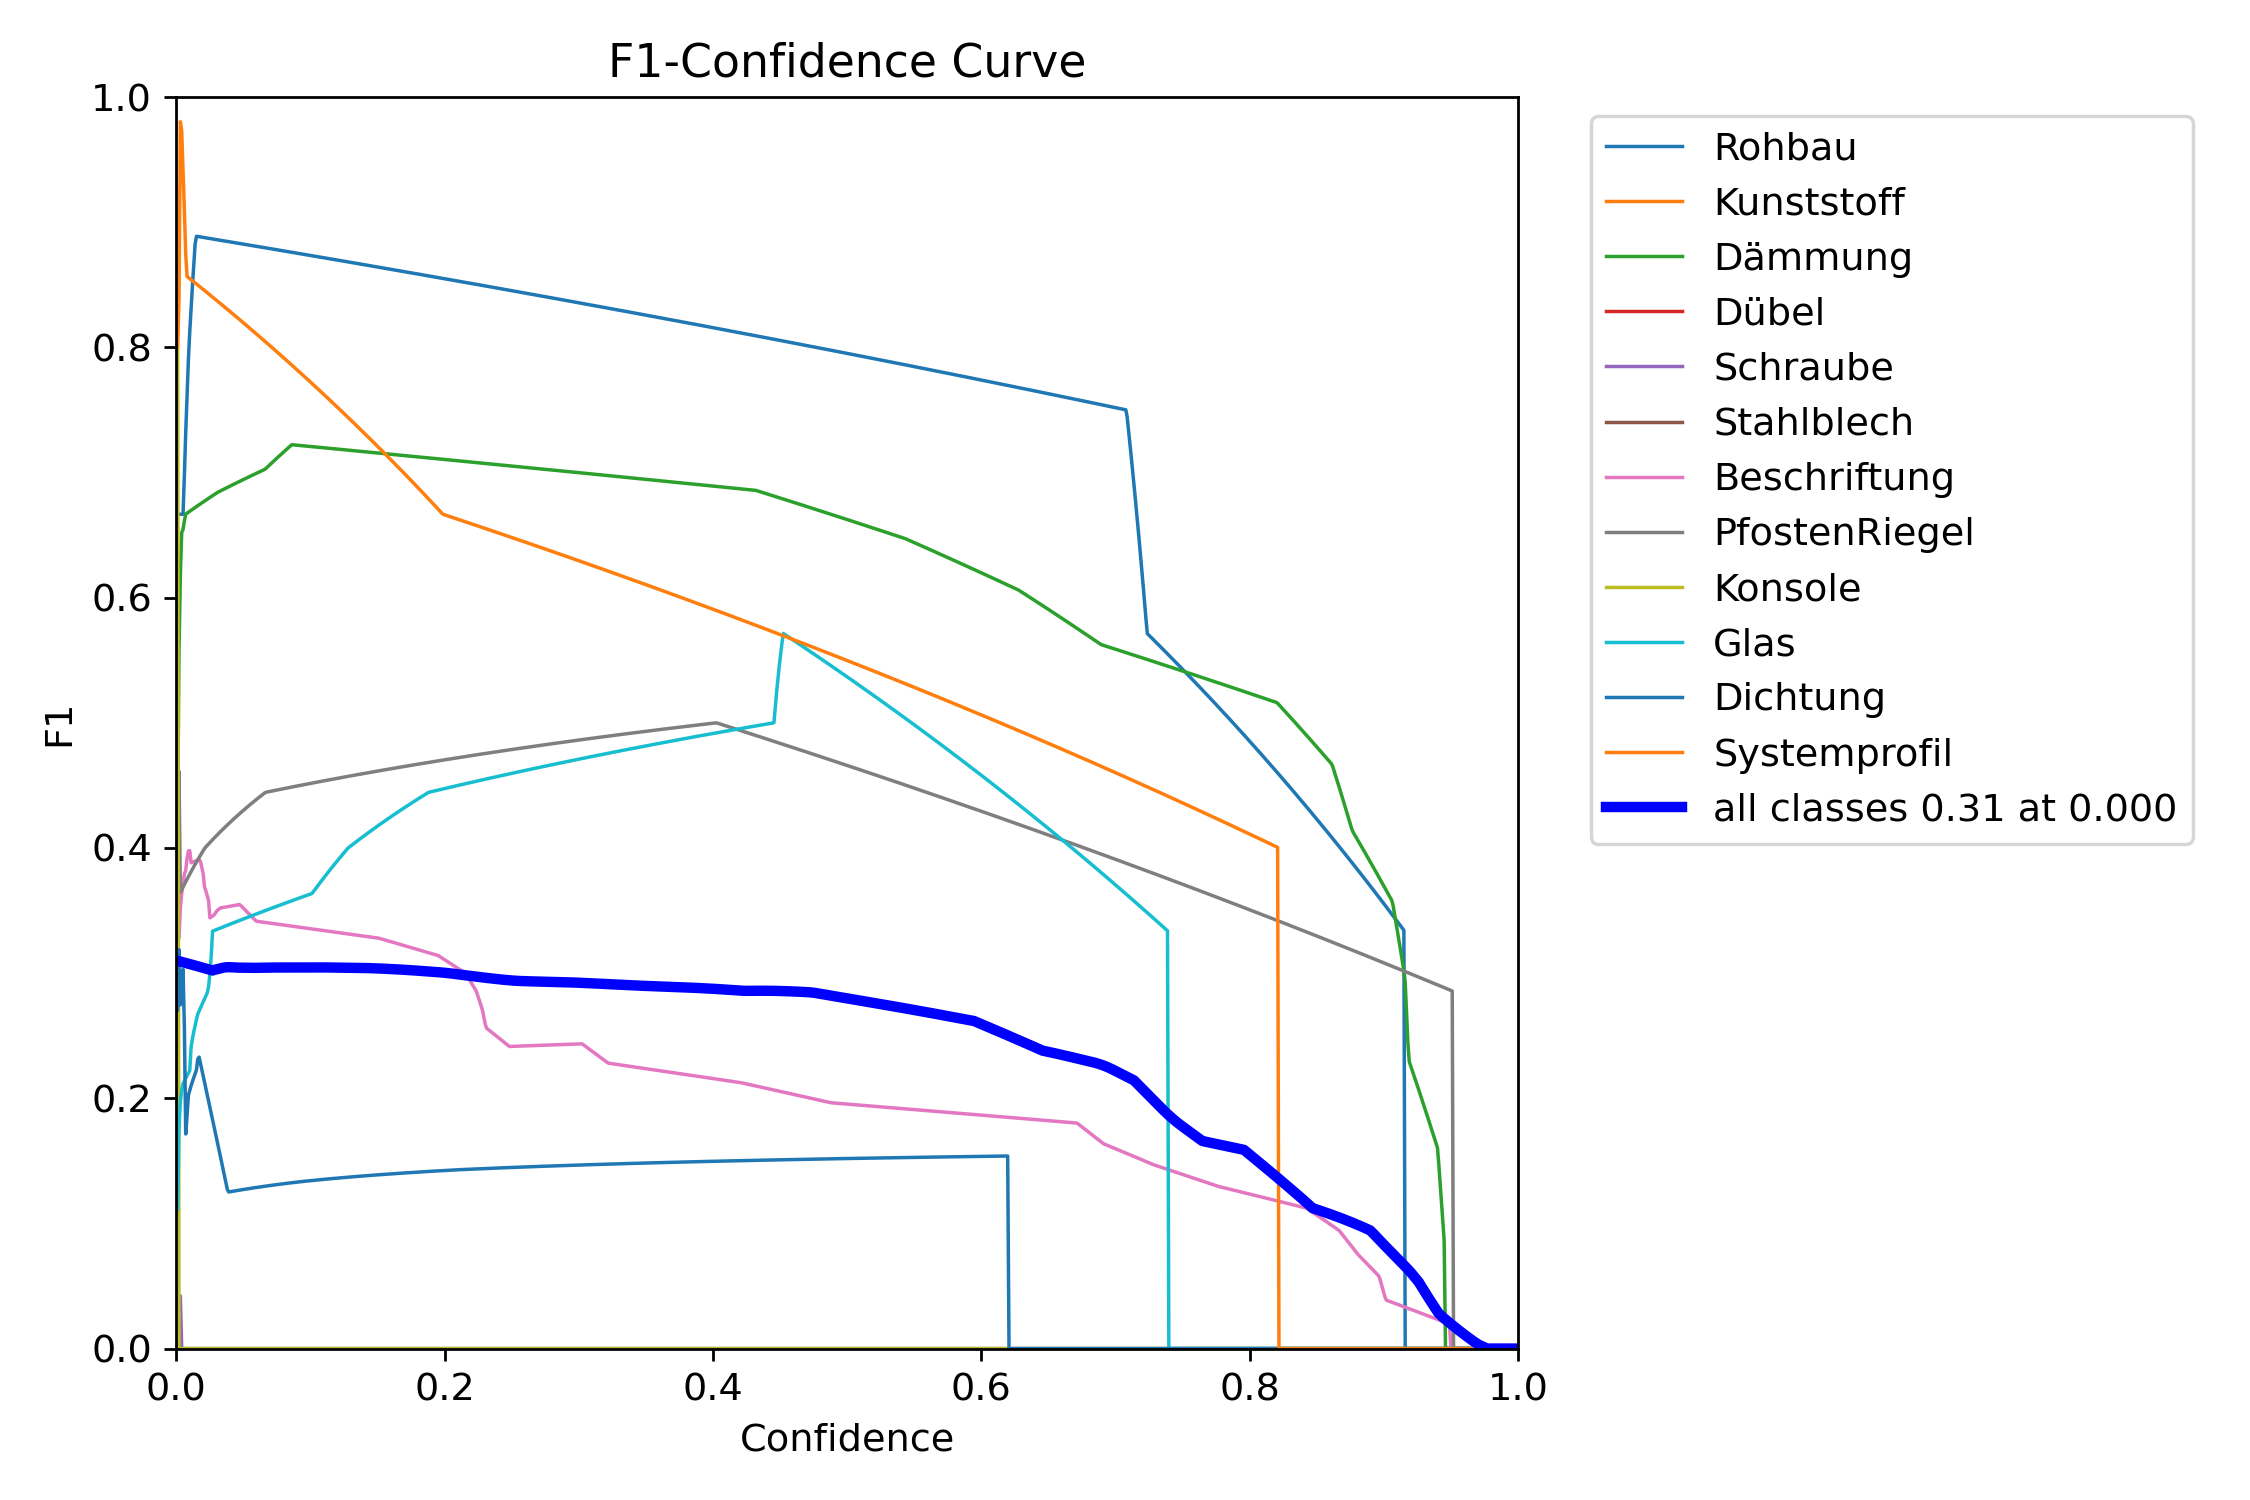 F1-Confidence Curve
1.0
0.8
0.6
0.4
0.2
0.0
F1
0.0 0.2 0.4 0.6 0.8 1.0
Confidence
Rohbau
Kunststoff
Dämmung
Dübel
Schraube
Stahlblech
Beschriftung
PfostenRiegel
Konsole
Glas
Dichtung
Systemprofil
all classes 0.31 at 0.000